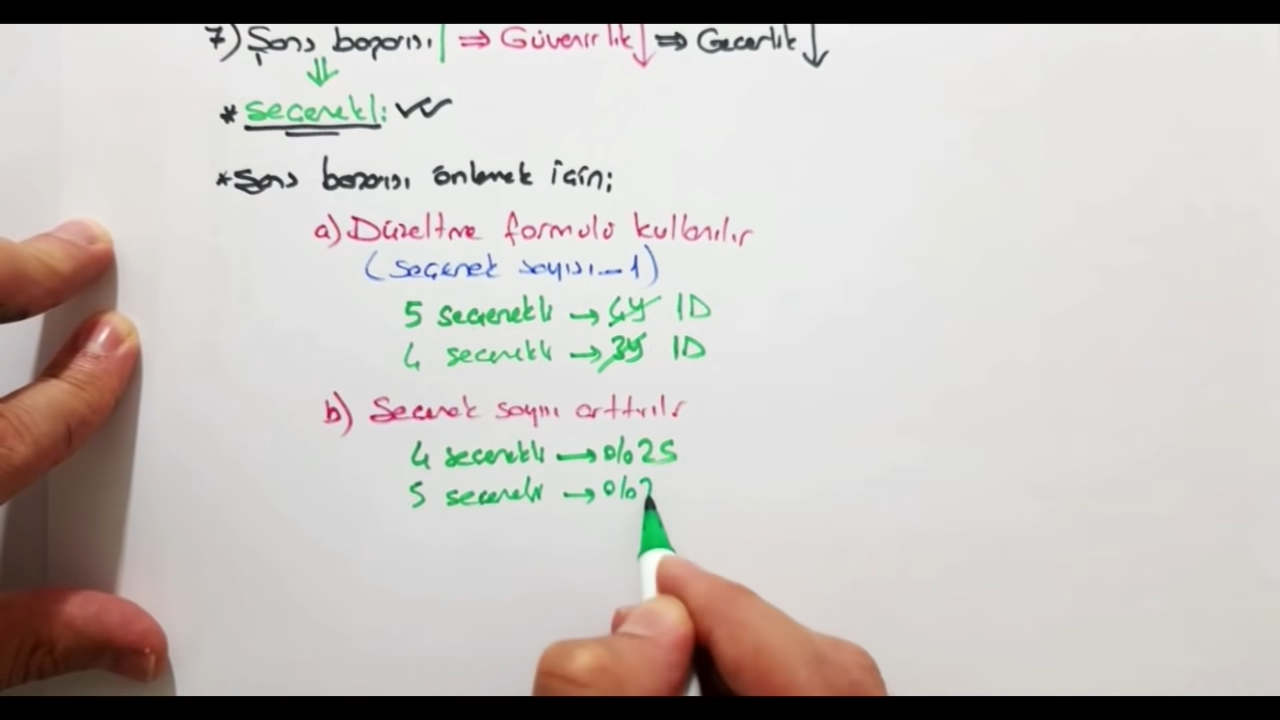 7) Şans başarısı | ⇒ Güvenirlik ↓ ⇒ Geçerlik ↓
⇓
* Seçenekli: ✓✓
* Şans başarısı önlemek için;
a) Düzeltme formülü kullanılır
(Seçenek sayısı - 1)
5 seçenekli → 4Y 1D
4 seçenekli → 3Y 1D
b) Seçenek sayısı arttırılır
4 seçenekli → %25
5 seçenekli → %2